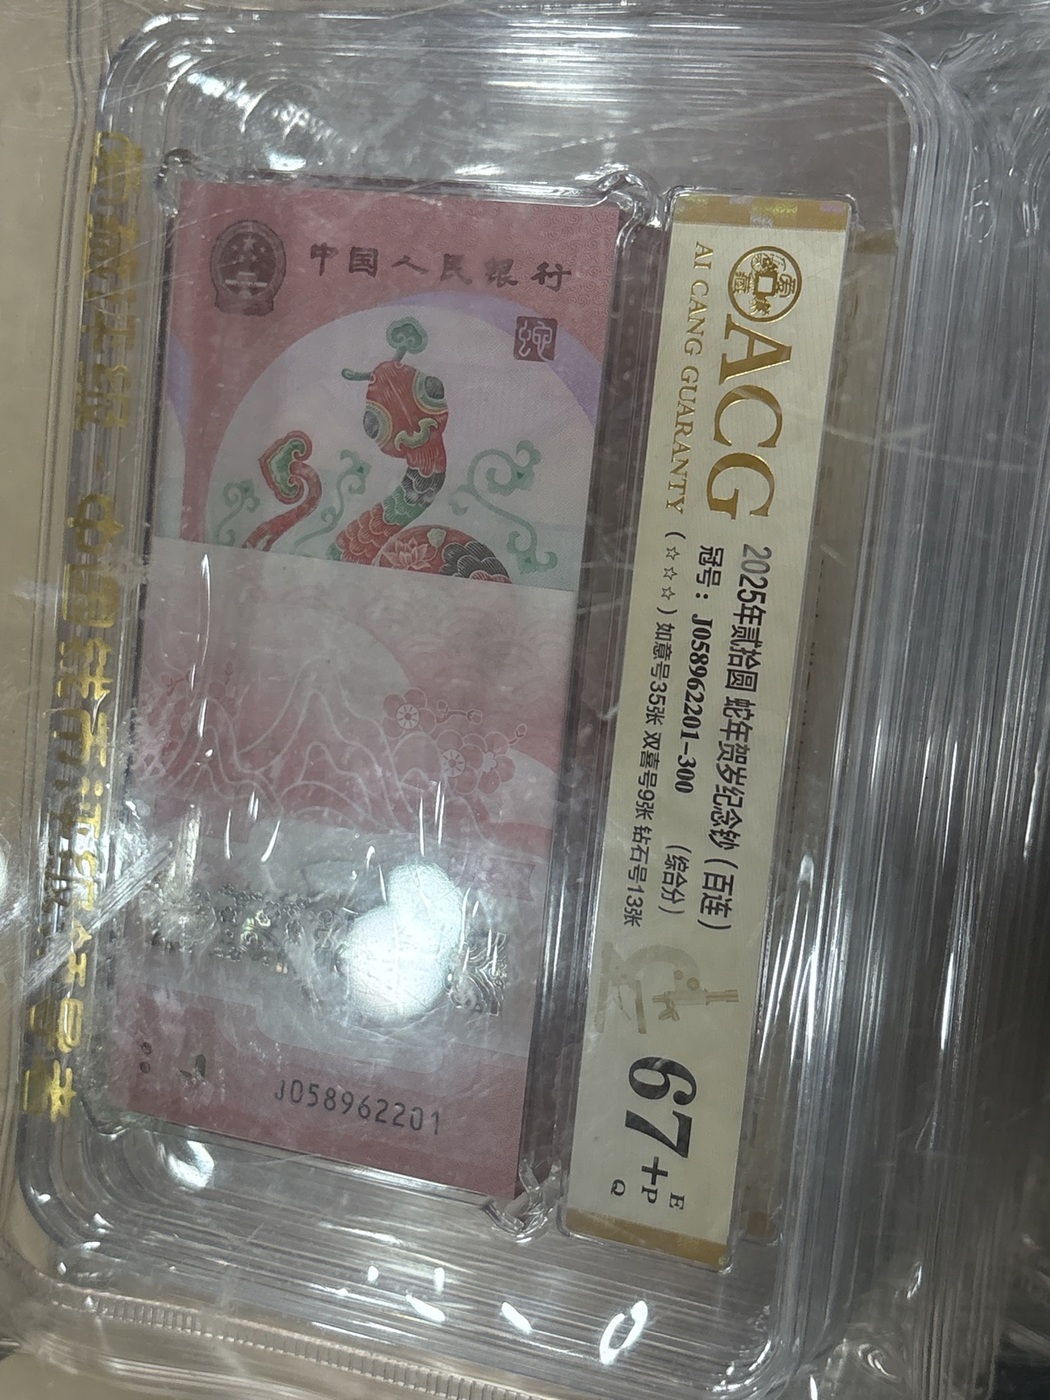 ACG
AI CANG GUARANTY
2025年贰拾圆 蛇年贺岁纪念钞 (百连)
冠号: J058962201-300 (综合分)
(☆☆☆) 如意号35张 双喜号9张 钻石号13张
67+
E
P
Q
中国人民银行
J058962201